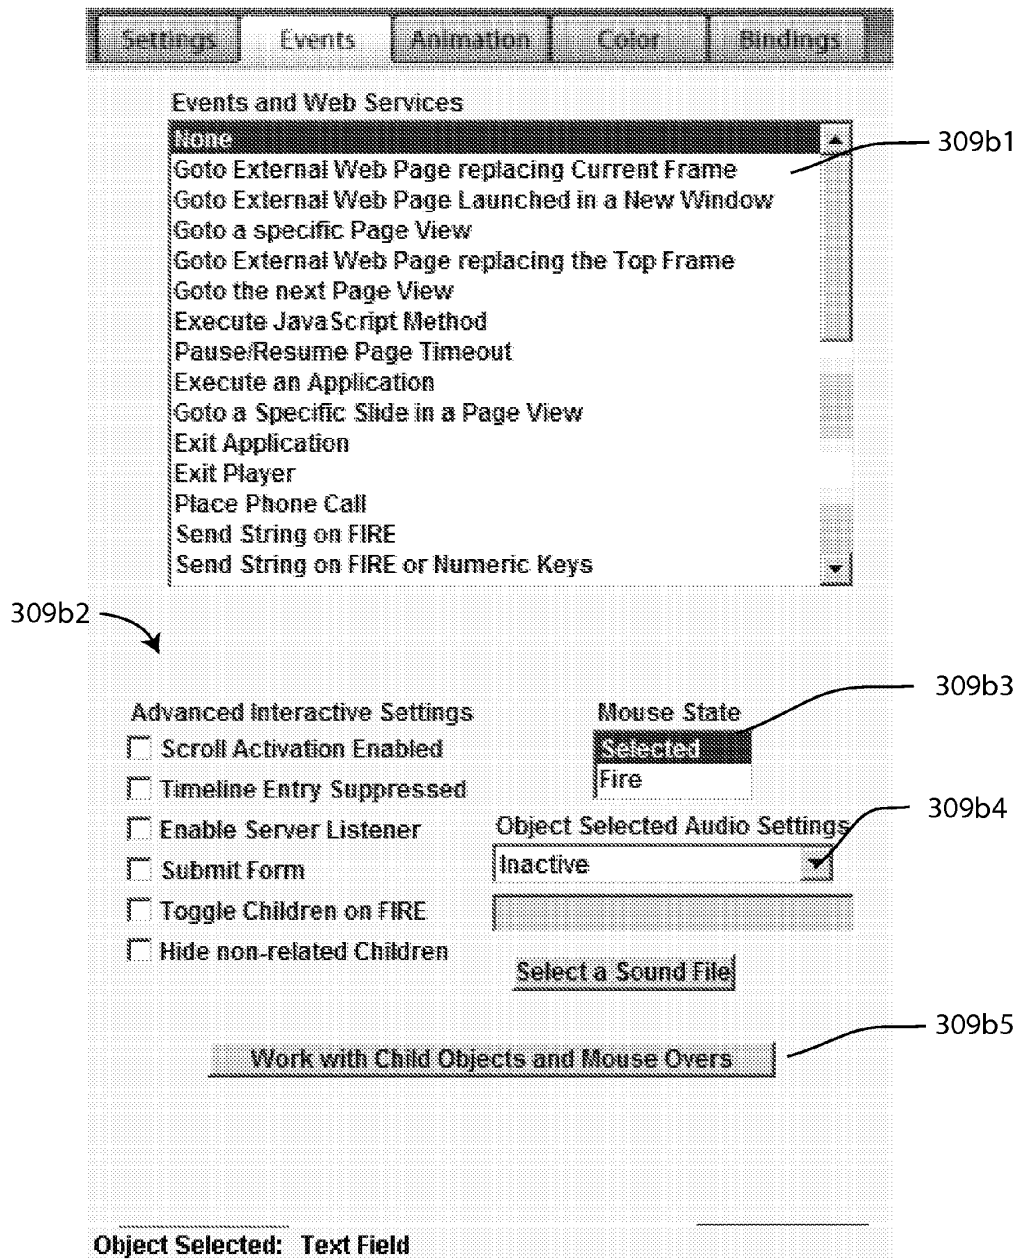 Settings Events Animation Color Bindings
Events and Web Services
None
309b1
Goto External Web Page replacing Current Frame
Goto External Web Page Launched in a New Window
Goto a specific Page View
Goto External Web Page replacing the Top Frame
Goto the next Page View
Execute JavaScript Method
Pause/Resume Page Timeout
Execute an Application
Goto a Specific Slide in a Page View
Exit Application
Exit Player
Place Phone Call
Send String on FIRE
Send String on FIRE or Numeric Keys
309b2
309b3
Advanced Interactive Settings
Scroll Activation Enabled
Timeline Entry Suppressed
Enable Server Listener
Submit Form
Toggle Children on FIRE
Hide non-related Children
Mouse State
Selected
Fire
309b4
Object Selected Audio Settings
Inactive
Select a Sound File
309b5
Work with Child Objects and Mouse Overs
Object Selected: Text Field